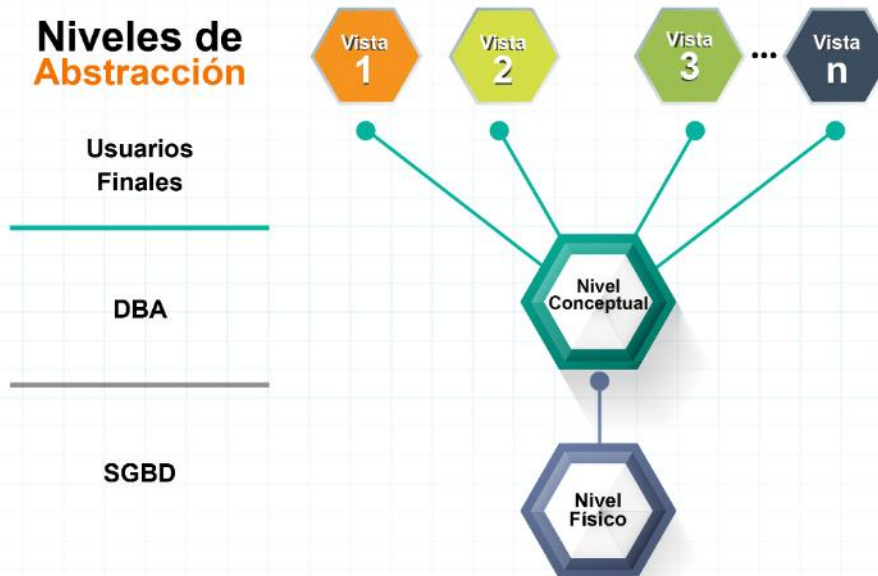 Niveles de
Abstracción
Vista
1
Vista
2
Vista
3
...
Vista
n
Usuarios
Finales
DBA
Nivel
Conceptual
SGBD
Nivel
Físico